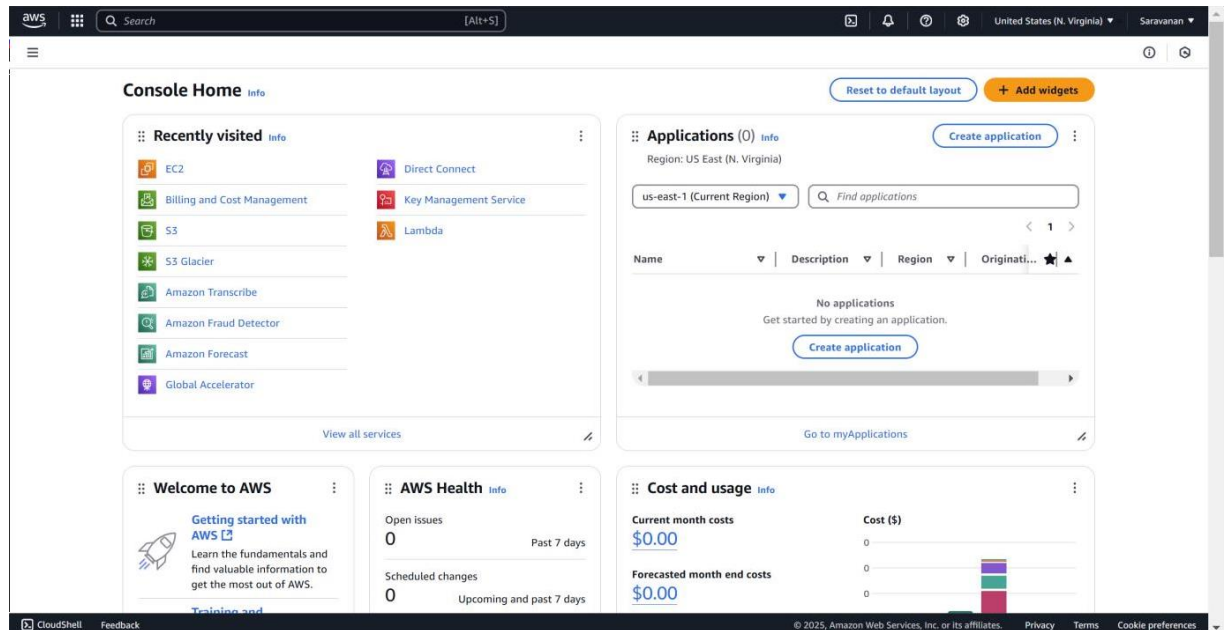 aws Search [Alt+S] United States (N. Virginia) Saravanan
Console Home Info
Reset to default layout
+ Add widgets
Recently visited Info
EC2
Billing and Cost Management
S3
S3 Glacier
Amazon Transcribe
Amazon Fraud Detector
Amazon Forecast
Global Accelerator
Direct Connect
Key Management Service
Lambda
View all services
Applications (0) Info
Create application
Region: US East (N. Virginia)
us-east-1 (Current Region)
Find applications
1
Name Description Region Originati...
No applications
Get started by creating an application.
Create application
Go to myApplications
Welcome to AWS
Getting started with
AWS
Learn the fundamentals and
find valuable information to
get the most out of AWS.
Training and
AWS Health Info
Open issues
0 Past 7 days
Scheduled changes
0 Upcoming and past 7 days
Cost and usage Info
Current month costs
$0.00
Forecasted month end costs
$0.00
Cost ($)
0
0
0
CloudShell Feedback © 2025, Amazon Web Services, Inc. or its affiliates. Privacy Terms Cookie preferences